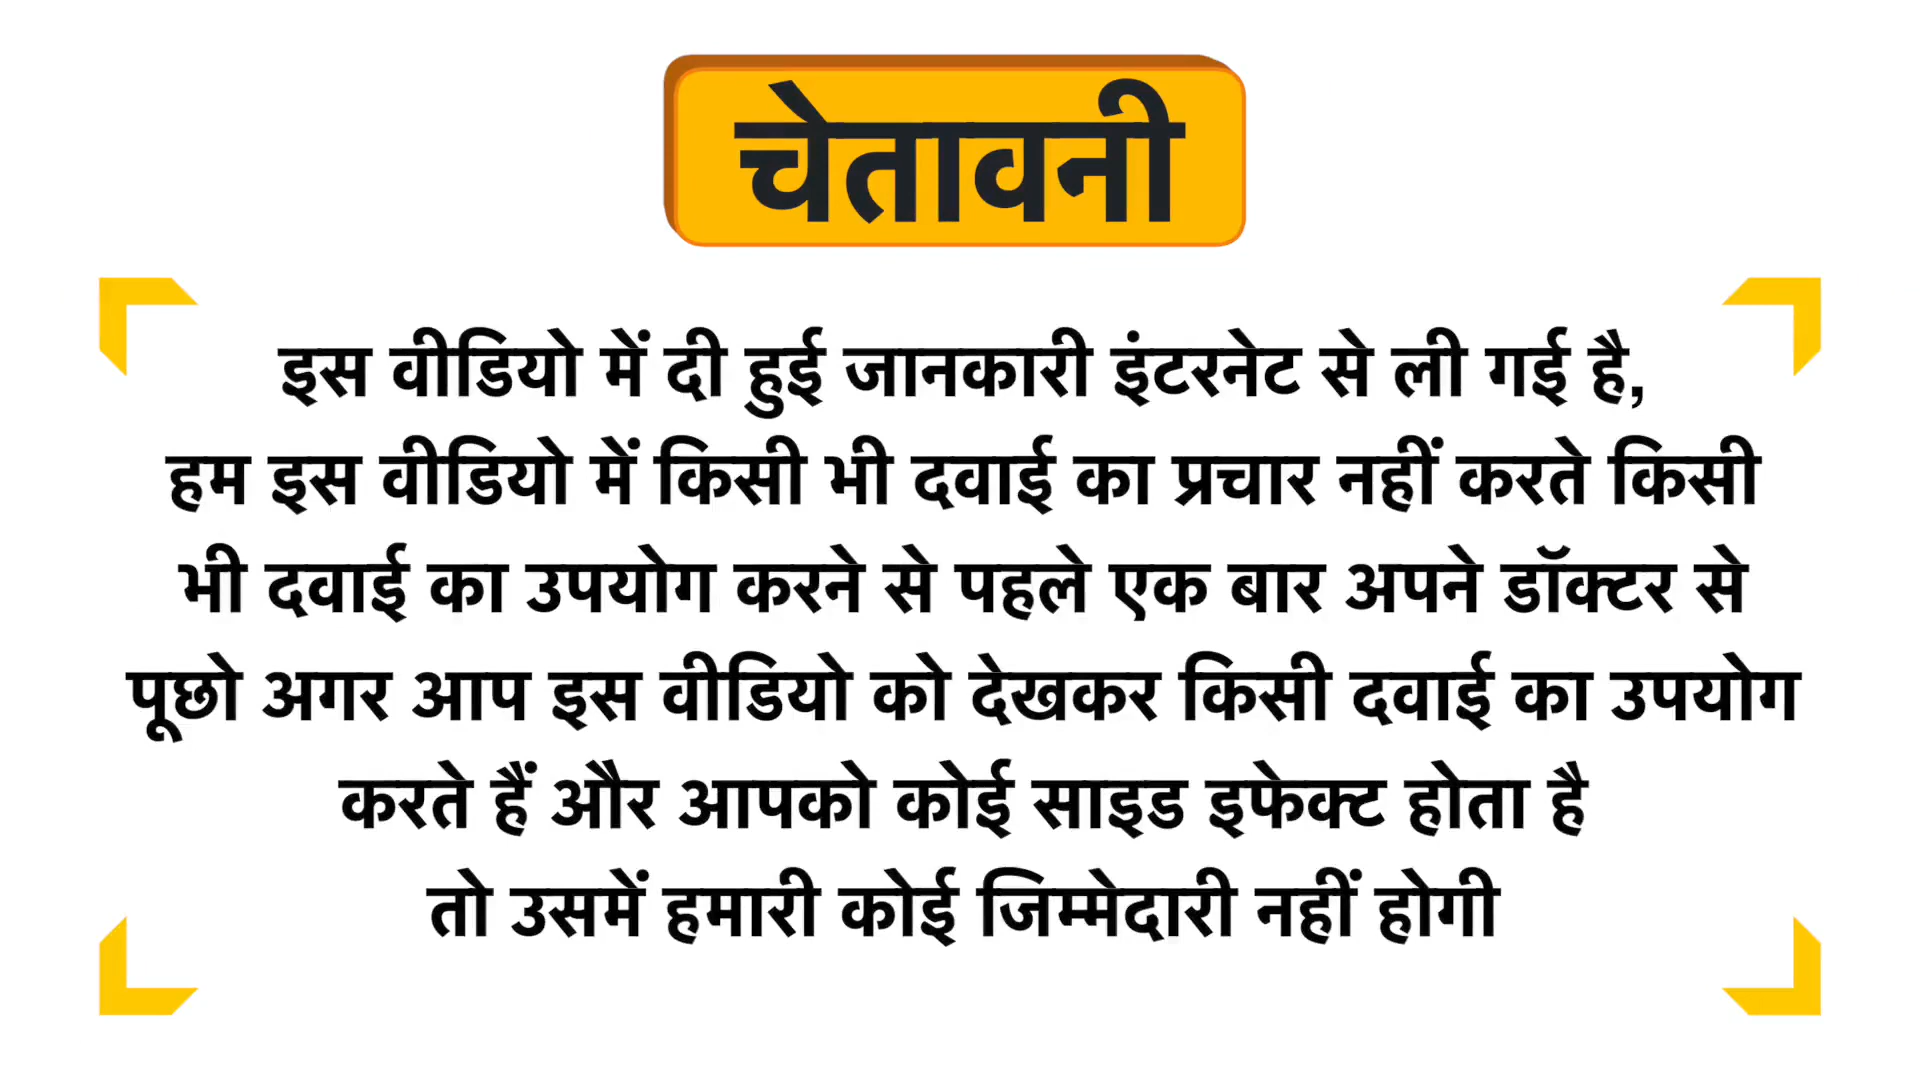 चेतावनी
इस वीडियो में दी हुई जानकारी इंटरनेट से ली गई है,
हम इस वीडियो में किसी भी दवाई का प्रचार नहीं करते किसी
भी दवाई का उपयोग करने से पहले एक बार अपने डॉक्टर से
पूछो अगर आप इस वीडियो को देखकर किसी दवाई का उपयोग
करते हैं और आपको कोई साइड इफेक्ट होता है
तो उसमें हमारी कोई जिम्मेदारी नहीं होगी